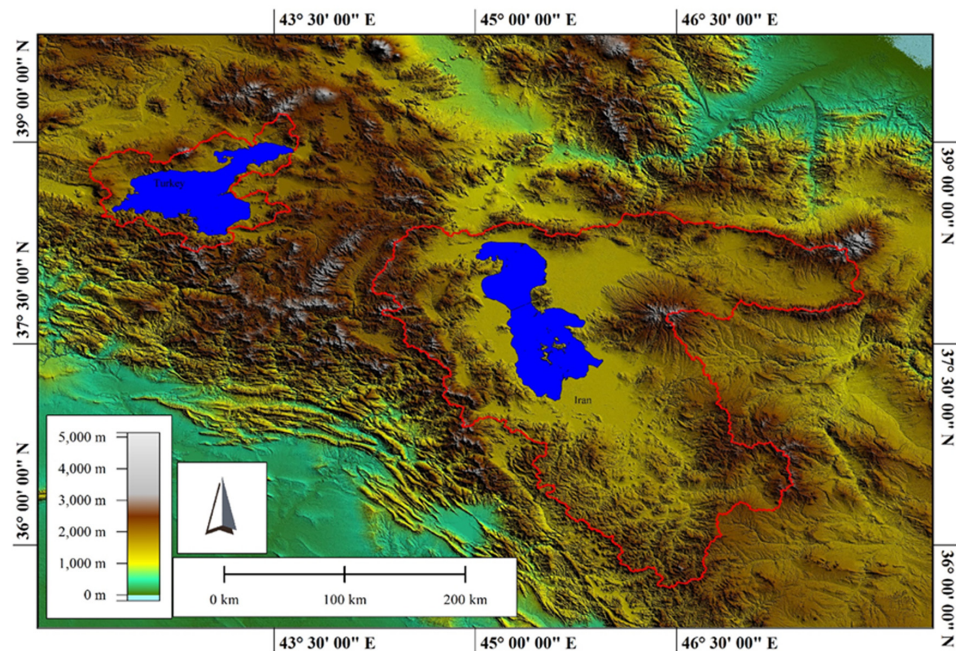 43° 30' 00" E 45° 00' 00" E 46° 30' 00" E
39° 00' 00" N
37° 30' 00" N
36° 00' 00" N
39° 00' 00" N
37° 30' 00" N
36° 00' 00" N
Turkey
Iran
5,000 m
4,000 m
3,000 m
2,000 m
1,000 m
0 m
0 km 100 km 200 km
43° 30' 00" E 45° 00' 00" E 46° 30' 00" E